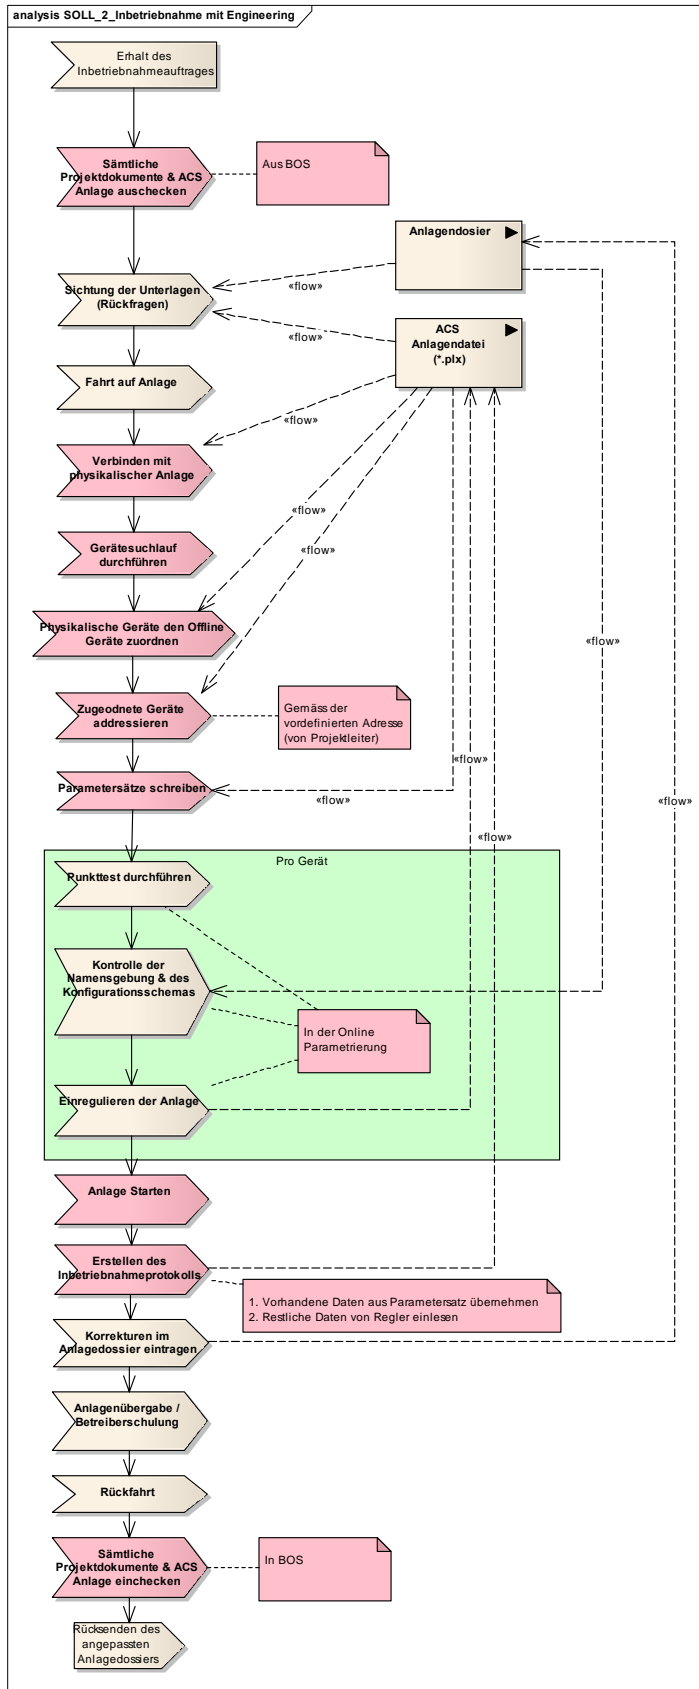 analysis SOLL_2_Inbetriebnahme mit Engineering
Erhalt des
Inbetriebnahmeauftrages
Sämtliche
Projektdokumente & ACS
Anlage auschecken
Aus BOS
Anlagendosier
«flow»
Sichtung der Unterlagen
(Rückfragen)
«flow»
ACS
Anlagendatei
(*.plx)
Fahrt auf Anlage
«flow»
Verbinden mit
physikalischer Anlage
«flow»
Gerätesuchlauf
durchführen
«flow»
Physikalische Geräte den Offline
Geräte zuordnen
«flow»
Zugeodnete Geräte
addressieren
Gemäss der
vordefinierten Adresse
(von Projektleiter)
«flow»
Parametersätze schreiben
«flow»
«flow»
«flow»
Pro Gerät
Punkttest durchführen
Kontrolle der
Namensgebung & des
Konfigurationsschemas
In der Online
Parametrierung
Einregulieren der Anlage
Anlage Starten
Erstellen des
Inbetriebnahmeprotokolls
1. Vorhandene Daten aus Parametersatz übernehmen
2. Restliche Daten von Regler einlesen
Korrekturen im
Anlagedossier eintragen
Anlagenübergabe /
Betreiberschulung
Rückfahrt
Sämtliche
Projektdokumente & ACS
Anlage einchecken
In BOS
Rücksenden des
angepassten
Anlagedossiers